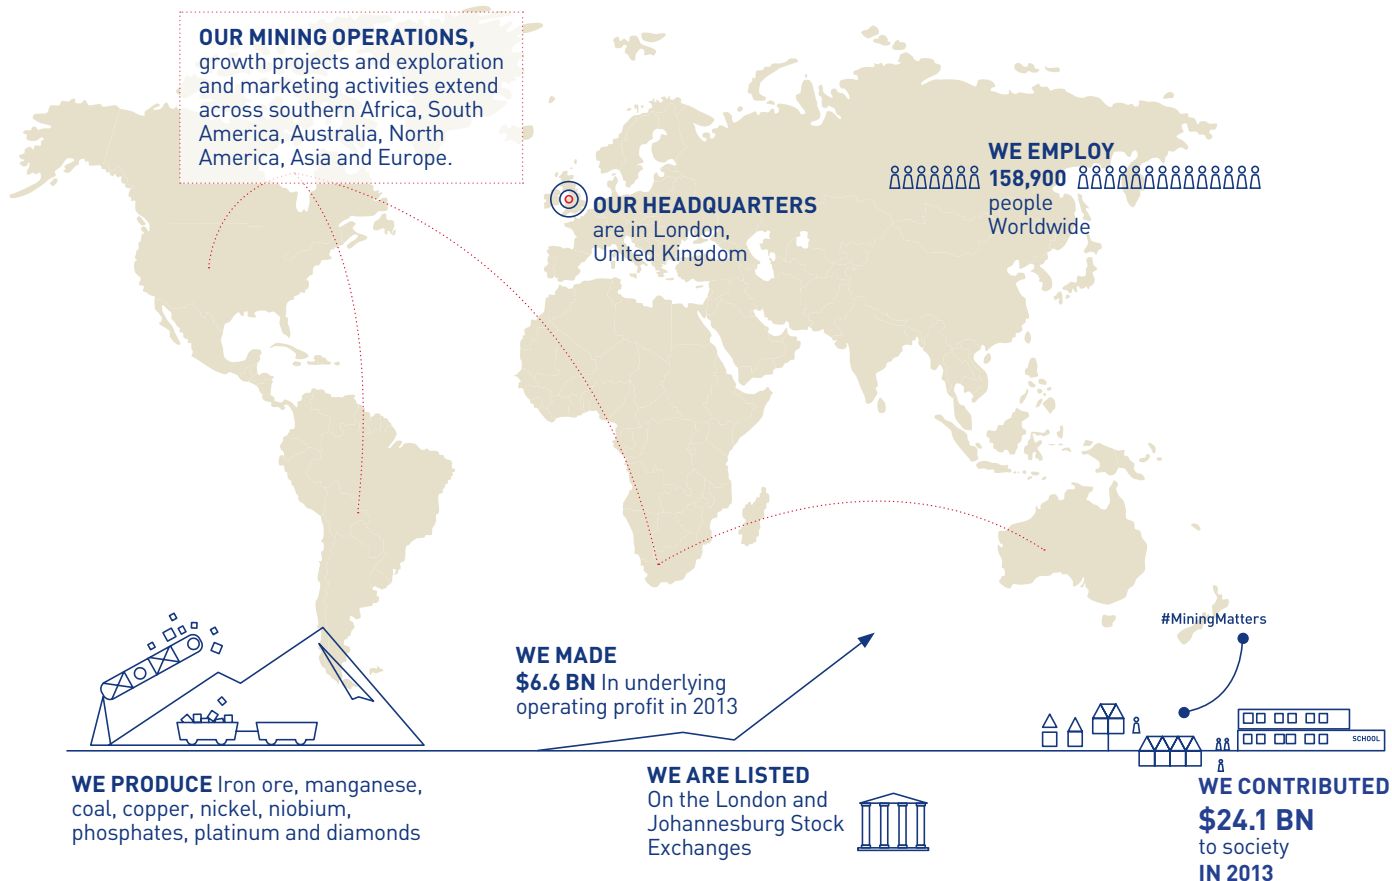 OUR MINING OPERATIONS,
growth projects and exploration
and marketing activities extend
across southern Africa, South
America, Australia, North
America, Asia and Europe.
WE EMPLOY
158,900
people
Worldwide
OUR HEADQUARTERS
are in London,
United Kingdom
#MiningMatters
WE MADE
$6.6 BN In underlying
operating profit in 2013
SCHOOL
WE PRODUCE Iron ore, manganese,
coal, copper, nickel, niobium,
phosphates, platinum and diamonds
WE ARE LISTED
On the London and
Johannesburg Stock
Exchanges
WE CONTRIBUTED
$24.1 BN
to society
IN 2013